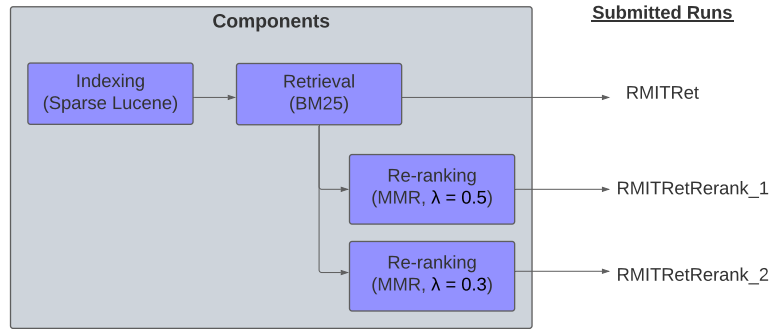 Components
Submitted Runs
Indexing
(Sparse Lucene)
Retrieval
(BM25)
RMITRet
Re-ranking
(MMR, λ = 0.5)
RMITRetRerank_1
Re-ranking
(MMR, λ = 0.3)
RMITRetRerank_2